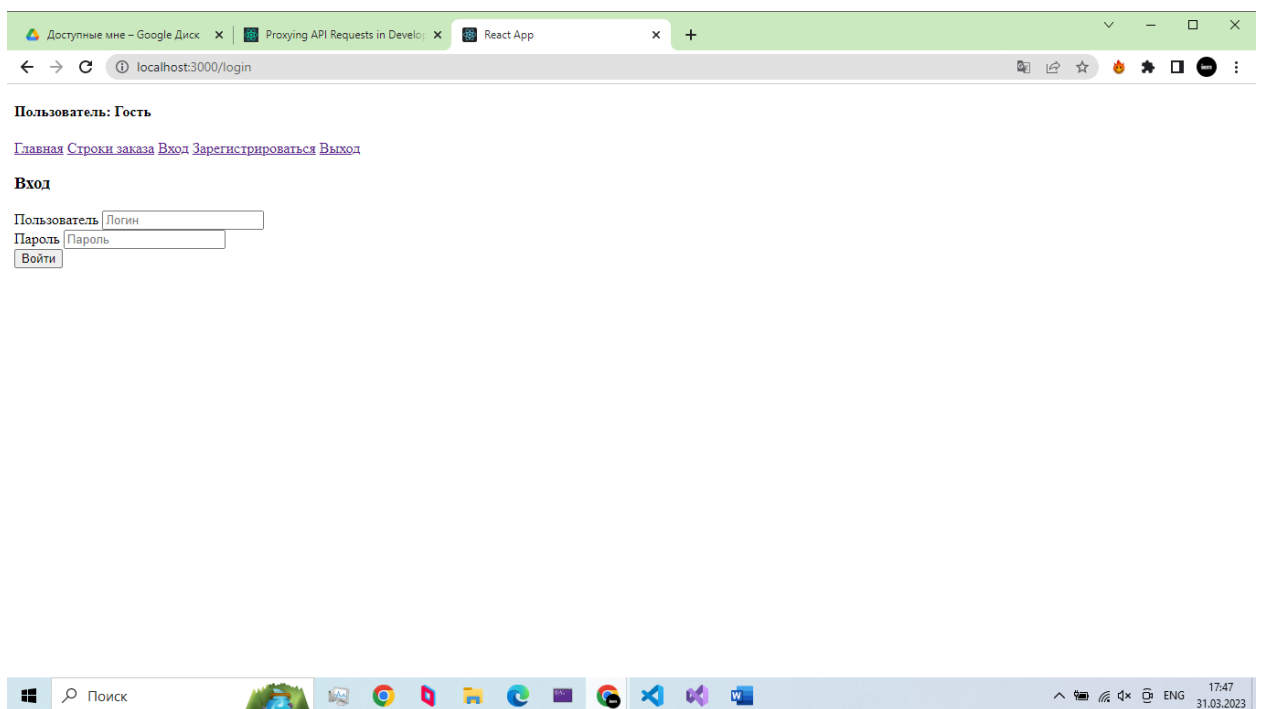 Доступные мне – Google Диск Proxying API Requests in Develop React App
localhost:3000/login
Пользователь: Гость
Главная Строки заказа Вход Зарегистрироваться Выход
Вход
Пользователь Логин
Пароль Пароль
Войти
Поиск
ENG
17:47
31.03.2023